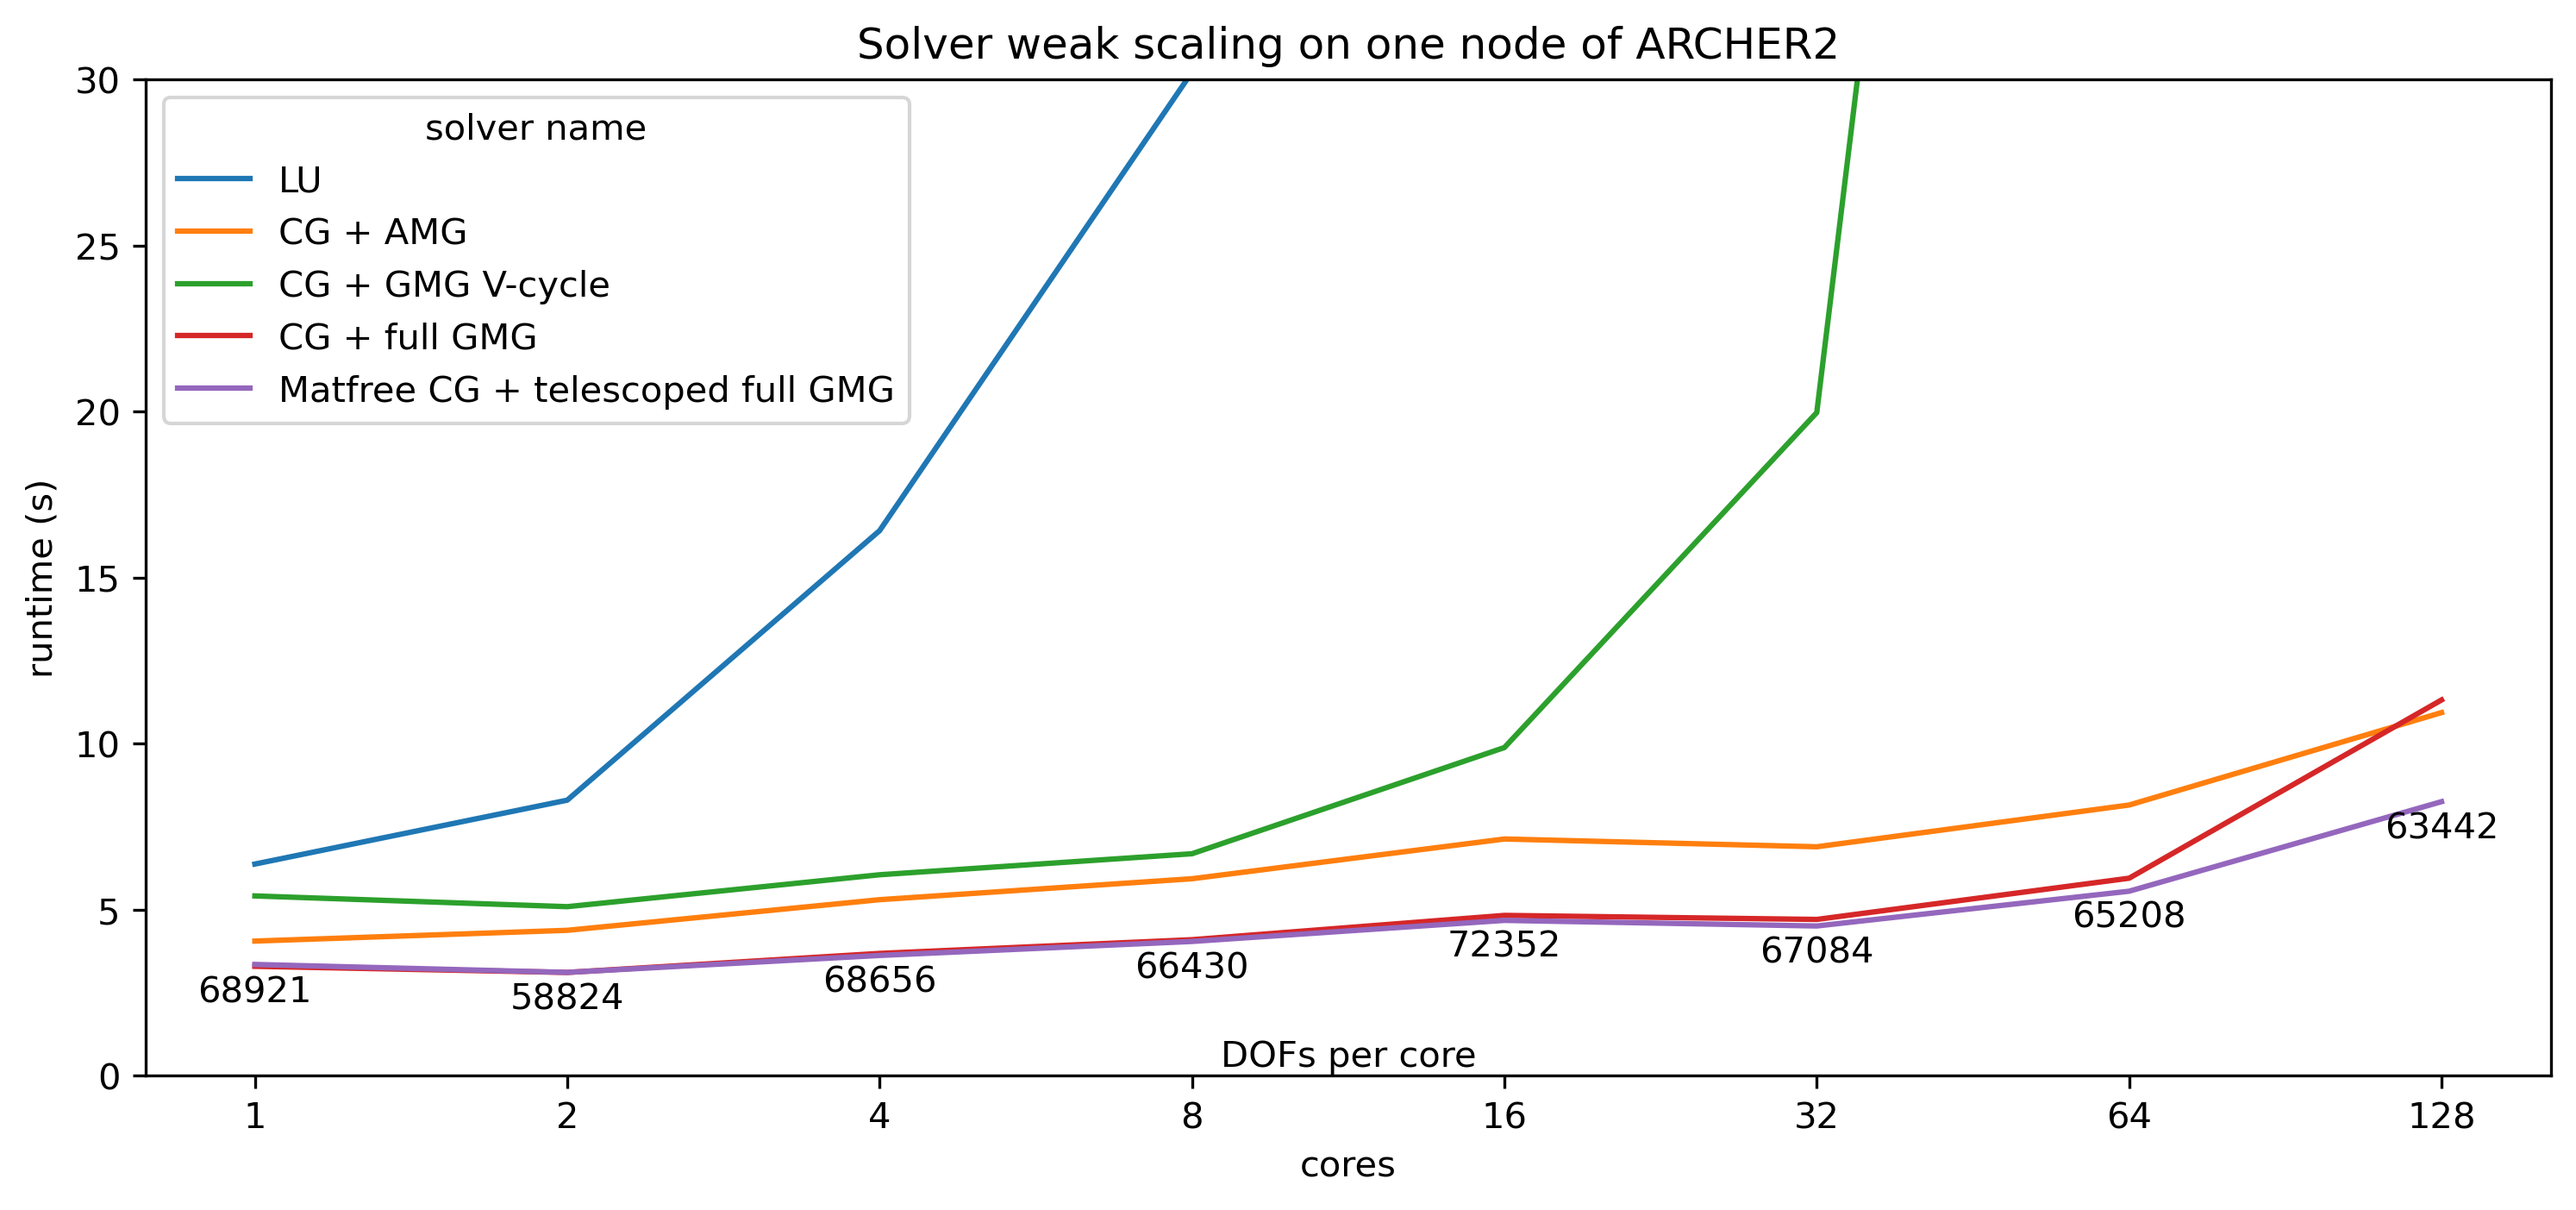 Solver weak scaling on one node of ARCHER2
30
25
20
15
10
5
0
runtime (s)
solver name
LU
CG + AMG
CG + GMG V-cycle
CG + full GMG
Matfree CG + telescoped full GMG
68921
58824
68656
66430
72352
67084
65208
63442
DOFs per core
1 2 4 8 16 32 64 128
cores